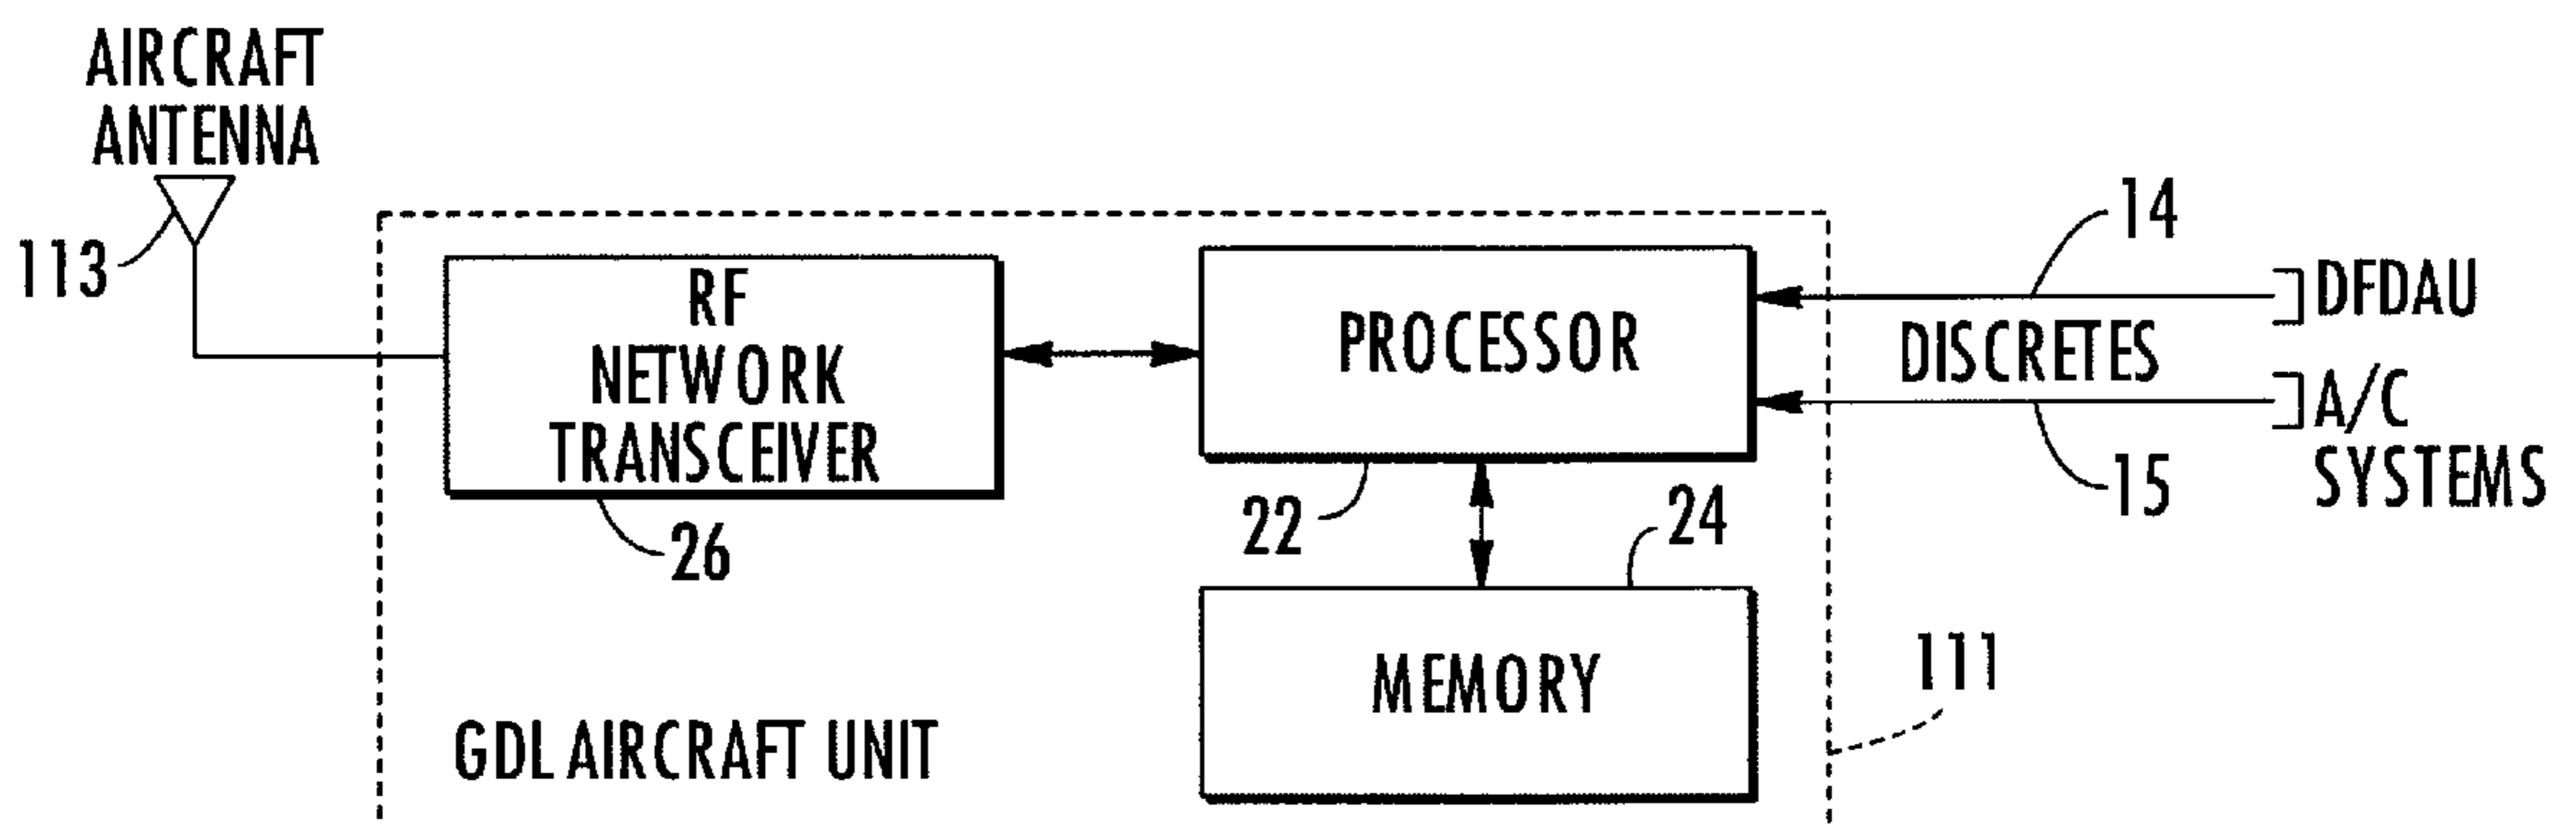 AIRCRAFT
ANTENNA
113
RF
NETWORK
TRANSCEIVER
26
PROCESSOR
22
24
MEMORY
GDL AIRCRAFT UNIT
14
DFDAU
DISCRETES
A/C
SYSTEMS
15
111